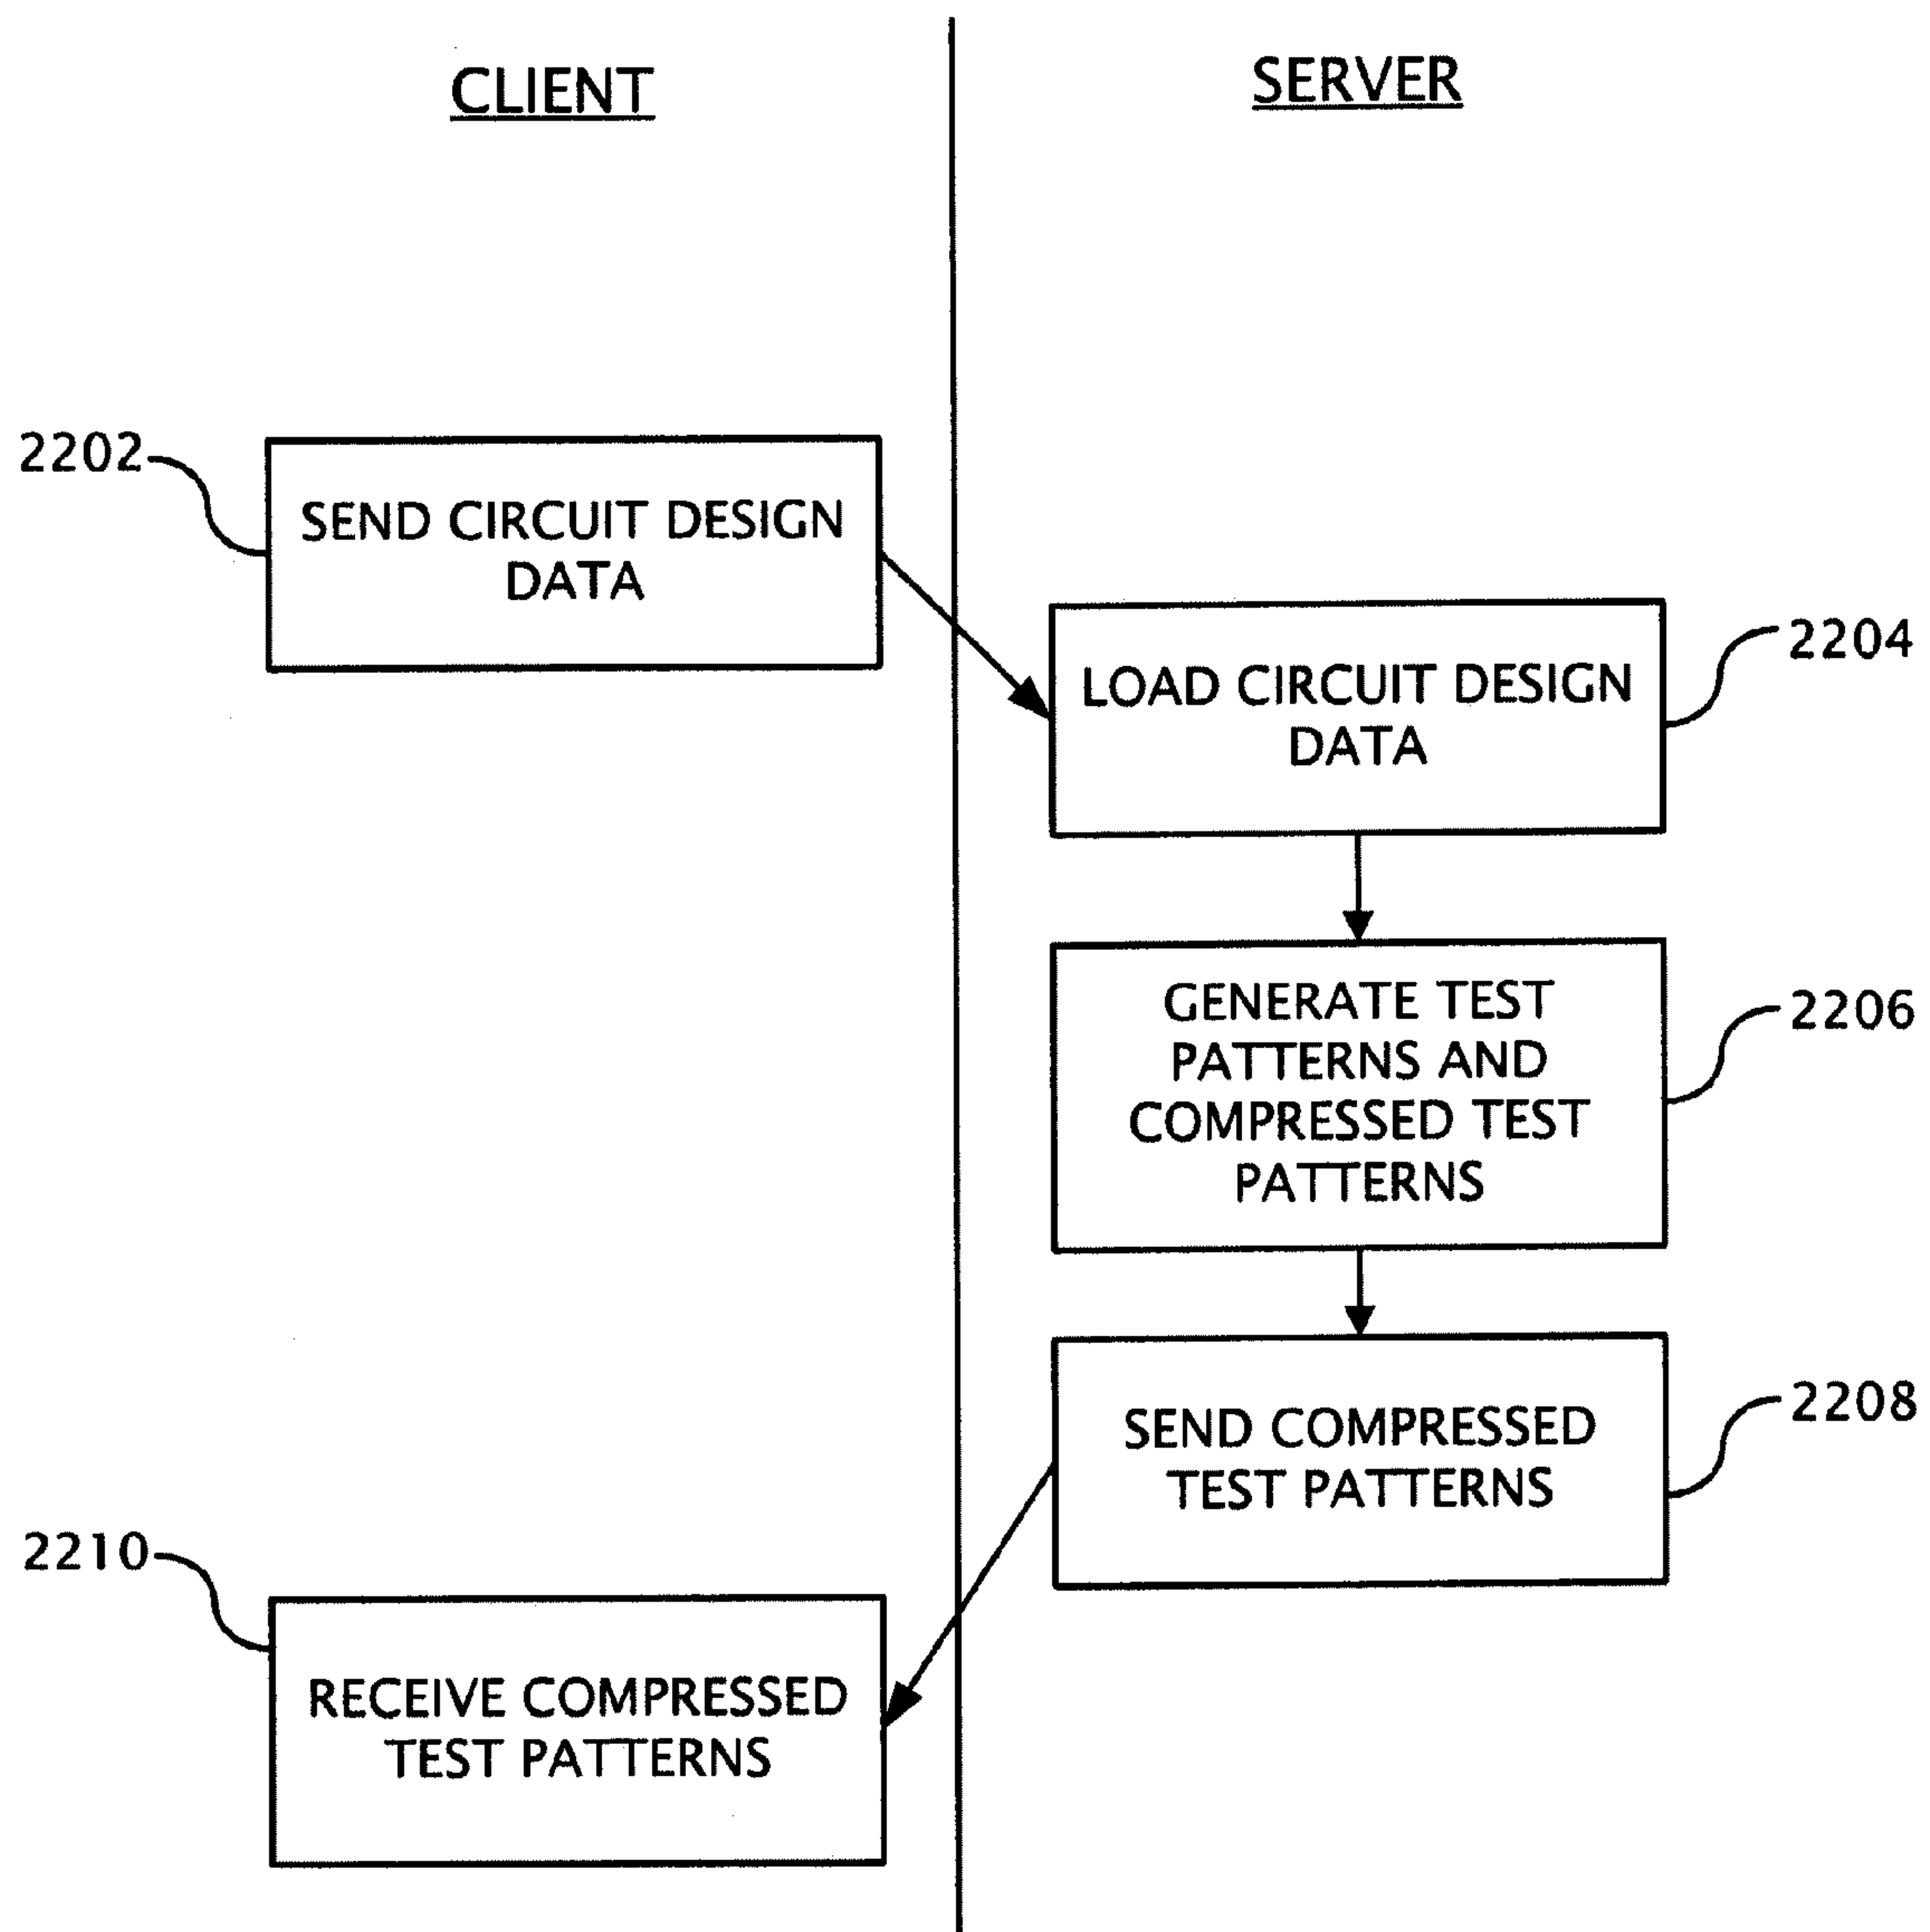 CLIENT
SERVER
2202
SEND CIRCUIT DESIGN
DATA
2204
LOAD CIRCUIT DESIGN
DATA
2206
GENERATE TEST
PATTERNS AND
COMPRESSED TEST
PATTERNS
2208
SEND COMPRESSED
TEST PATTERNS
2210
RECEIVE COMPRESSED
TEST PATTERNS